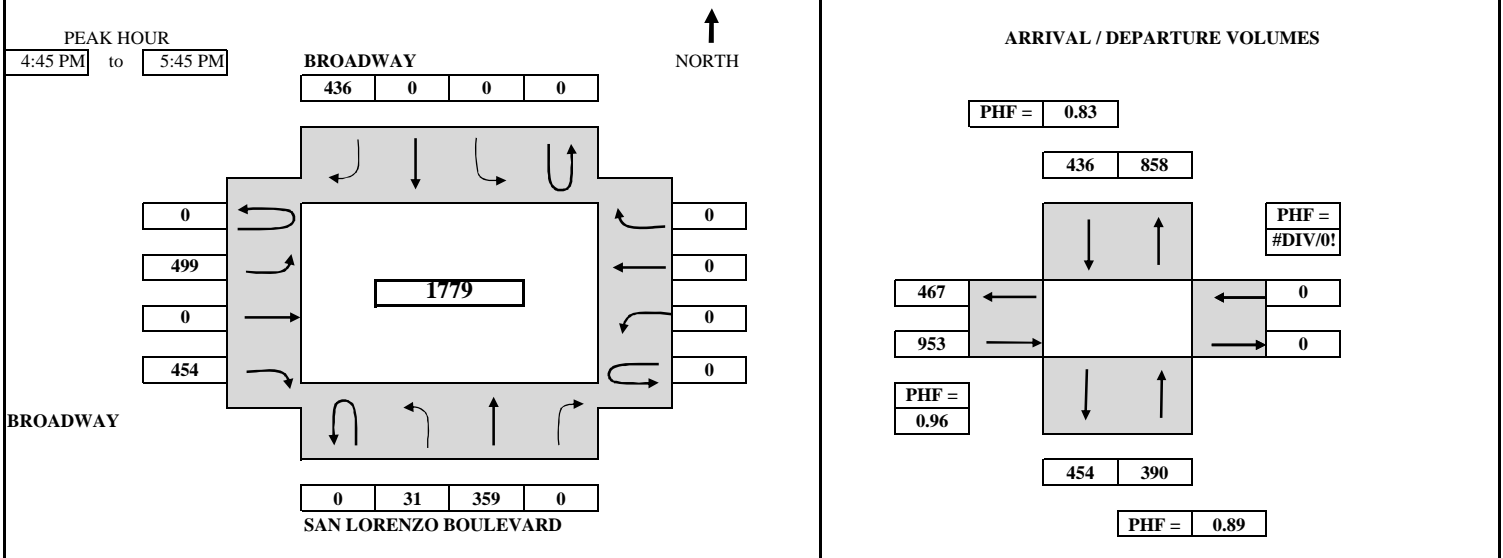 PEAK HOUR
4:45 PM to 5:45 PM
NORTH
BROADWAY
436 0 0 0
0 0
499 0
1779
0 0
454 0
BROADWAY
0 31 359 0
SAN LORENZO BOULEVARD
ARRIVAL / DEPARTURE VOLUMES
PHF = 0.83
436 858
PHF =
#DIV/0!
467 0
953 0
PHF =
0.96
454 390
PHF = 0.89